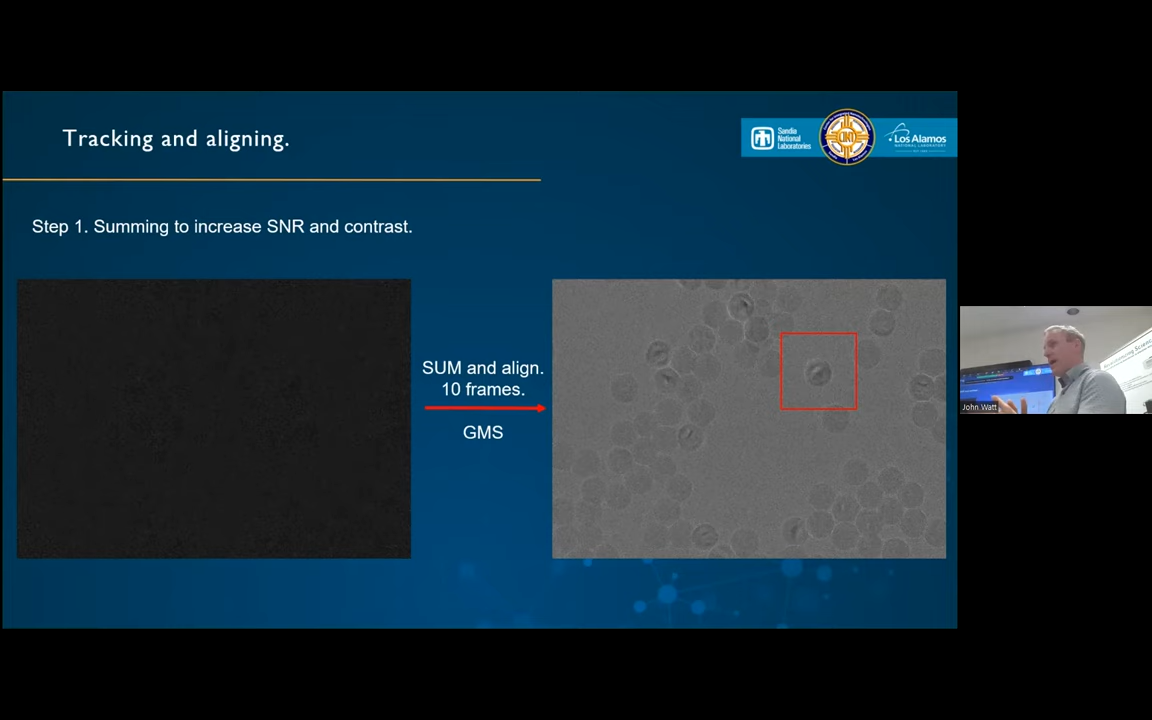 Tracking and aligning.
Sandia
National
Laboratories
Los Alamos
NATIONAL LABORATORY
Step 1. Summing to increase SNR and contrast.
SUM and align.
10 frames.
GMS
John Watt